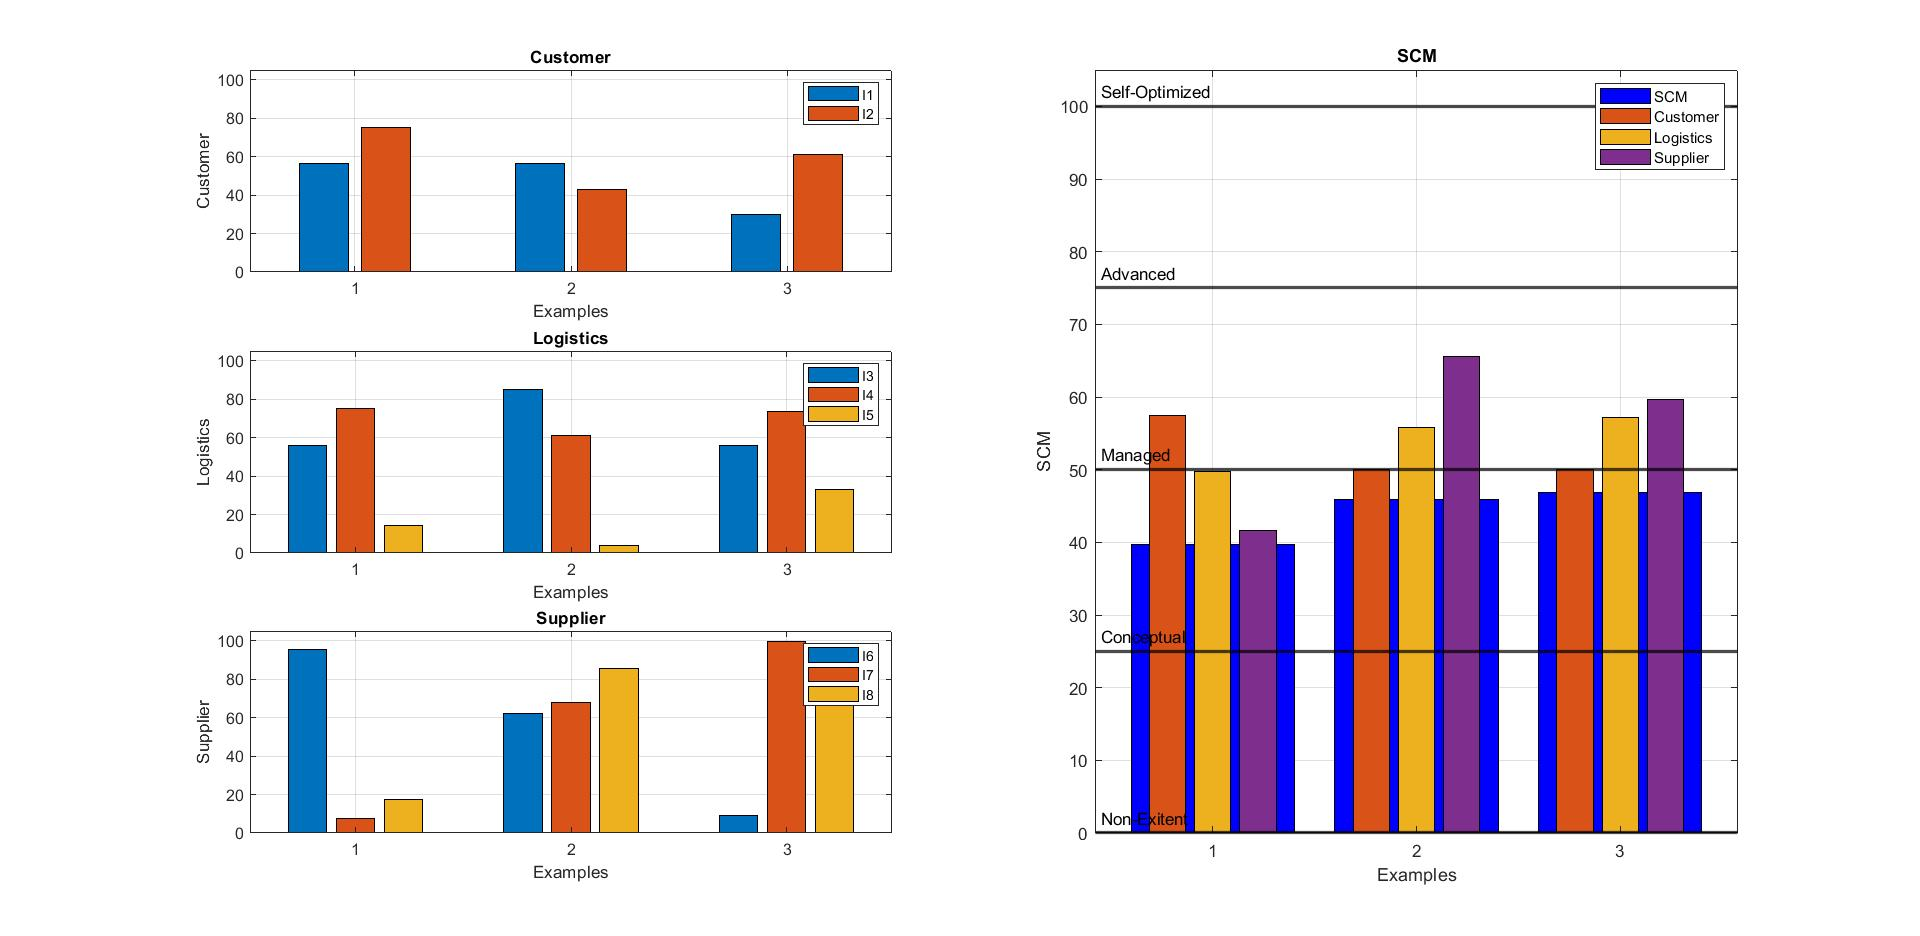 Customer
100
80
60
40
20
0
Customer
I1
I2
1
2
3
Examples
Logistics
100
80
60
40
20
0
Logistics
I3
I4
I5
1
2
3
Examples
Supplier
100
80
60
40
20
0
Supplier
I6
I7
I8
1
2
3
Examples
SCM
100
90
80
70
60
50
40
30
20
10
0
SCM
Self-Optimized
Advanced
Managed
Conceptual
Non-Exitent
SCM
Customer
Logistics
Supplier
1
2
3
Examples